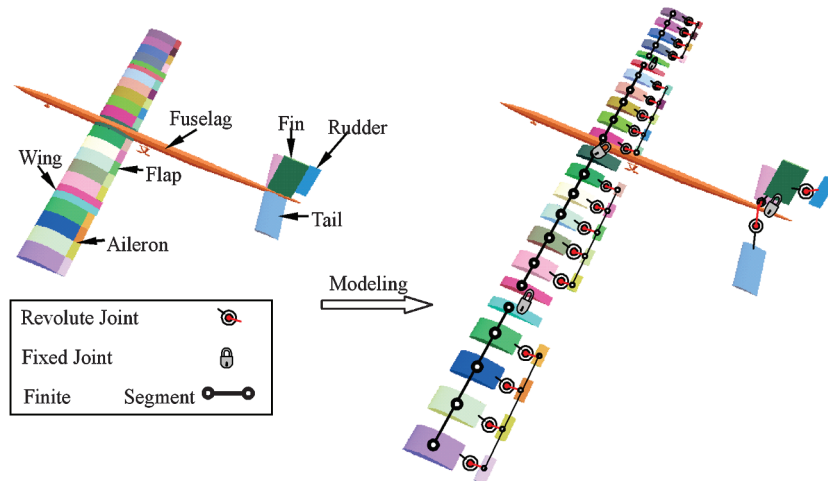 Fuselag
Fin
Rudder
Wing
Flap
Tail
Aileron
Modeling
Revolute Joint
Fixed Joint
Finite Segment